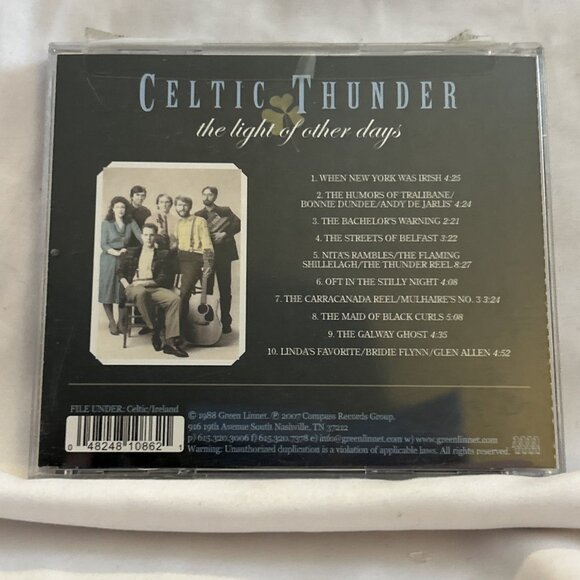 CELTIC THUNDER
the light of other days
1. WHEN NEW YORK WAS IRISH 4:25
2. THE HUMORS OF TRALIBANE/
BONNIE DUNDEE/ANDY DE JARLIS' 4:24
3. THE BACHELOR'S WARNING 2:21
4. THE STREETS OF BELFAST 3:22
5. NITA'S RAMBLES/THE FLAMING
SHILLELAGH/THE THUNDER REEL
8:27
6. OFT IN THE STILLY NIGHT 4:08
7. THE CARRACANADA REEL/MULHAIRE'S NO. 3 3:24
8. THE MAID OF BLACK CURLS 5:08
9. THE GALWAY GHOST 4:35
10. LINDA'S FAVORITE/BRIDIE FLYNN/GLEN ALLEN 4:52
FILE UNDER: Celtic/Ireland
0 48248 10862 1
© 1988 Green Linnet. ℗ 2007 Compass Records Group.
916 19th Avenue South Nashville, TN 37212
p) 615.320.3006 f) 615.320.7378 e) info@greenlinnet.com w) www.greenlinnet.com
Warning: Unauthorized duplication is a violation of applicable laws. All rights reserved.